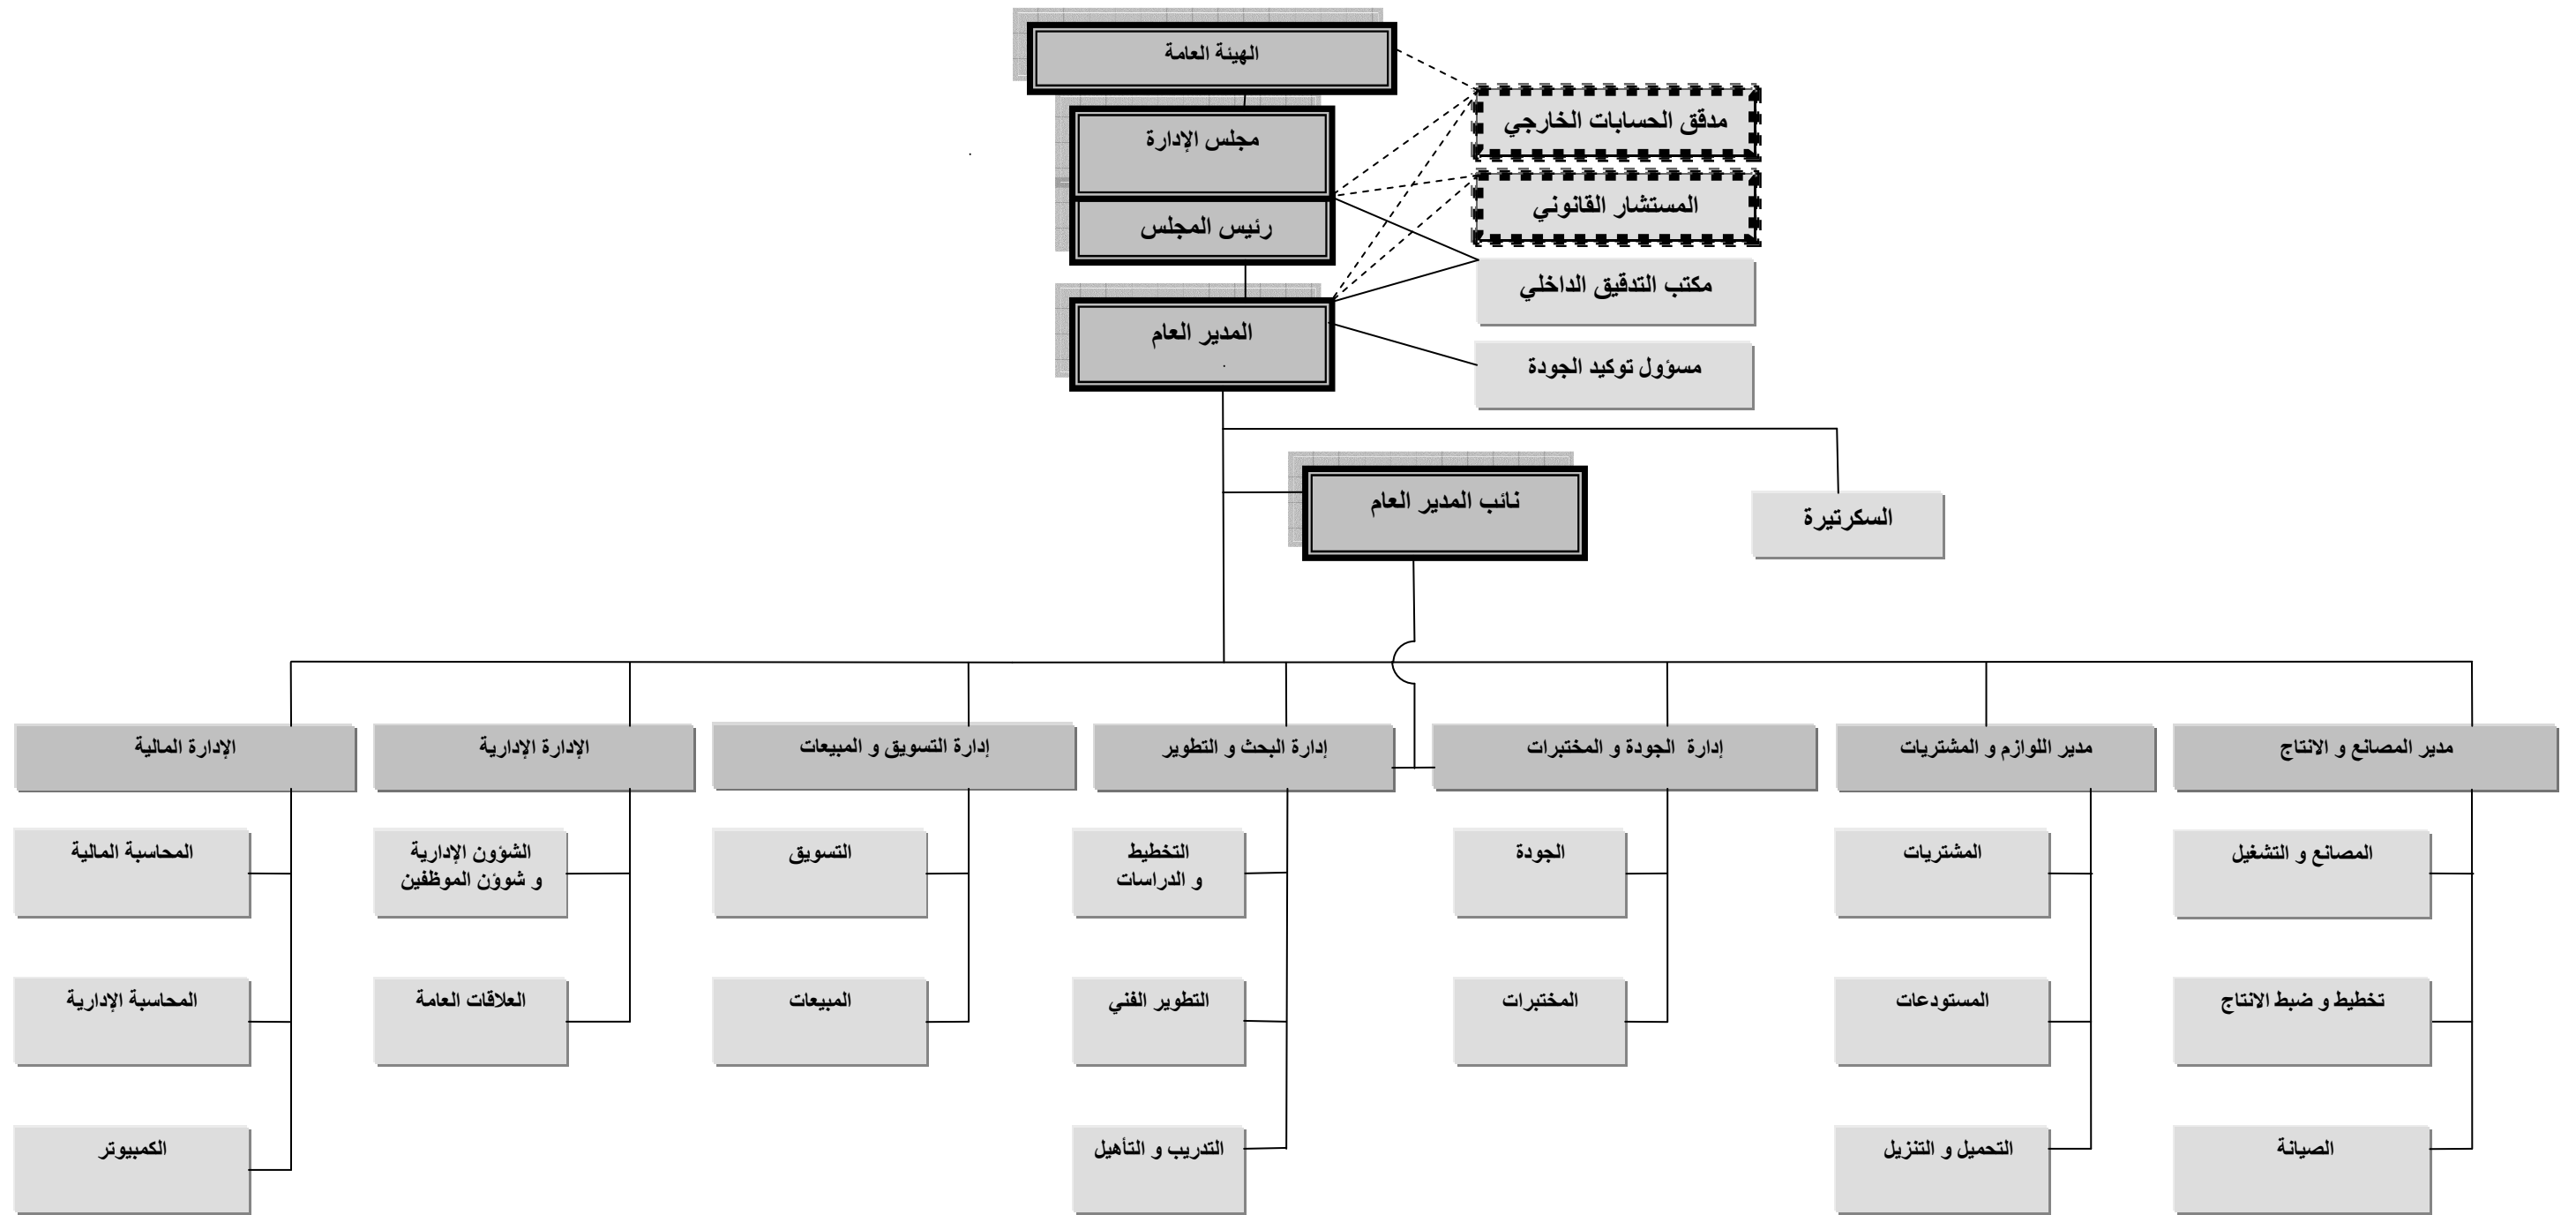 الهيئة العامة
مدقق الحسابات الخارجي
مجلس الإدارة
المستشار القانوني
رئيس المجلس
مكتب التدقيق الداخلي
المدير العام
مسؤول توكيد الجودة
نائب المدير العام
السكرتيرة
مدير المصانع و الانتاج
مدير اللوازم و المشتريات
إدارة الجودة و المختبرات
إدارة البحث و التطوير
إدارة التسويق و المبيعات
الإدارة الإدارية
الإدارة المالية
المصانع و التشغيل
المشتريات
الجودة
التخطيط
و الدراسات
التسويق
الشؤون الإدارية
و شوؤن الموظفين
المحاسبة المالية
تخطيط و ضبط الانتاج
المستودعات
المختبرات
التطوير الفني
المبيعات
العلاقات العامة
المحاسبة الإدارية
الصيانة
التحميل و التنزيل
التدريب و التأهيل
الكمبيوتر